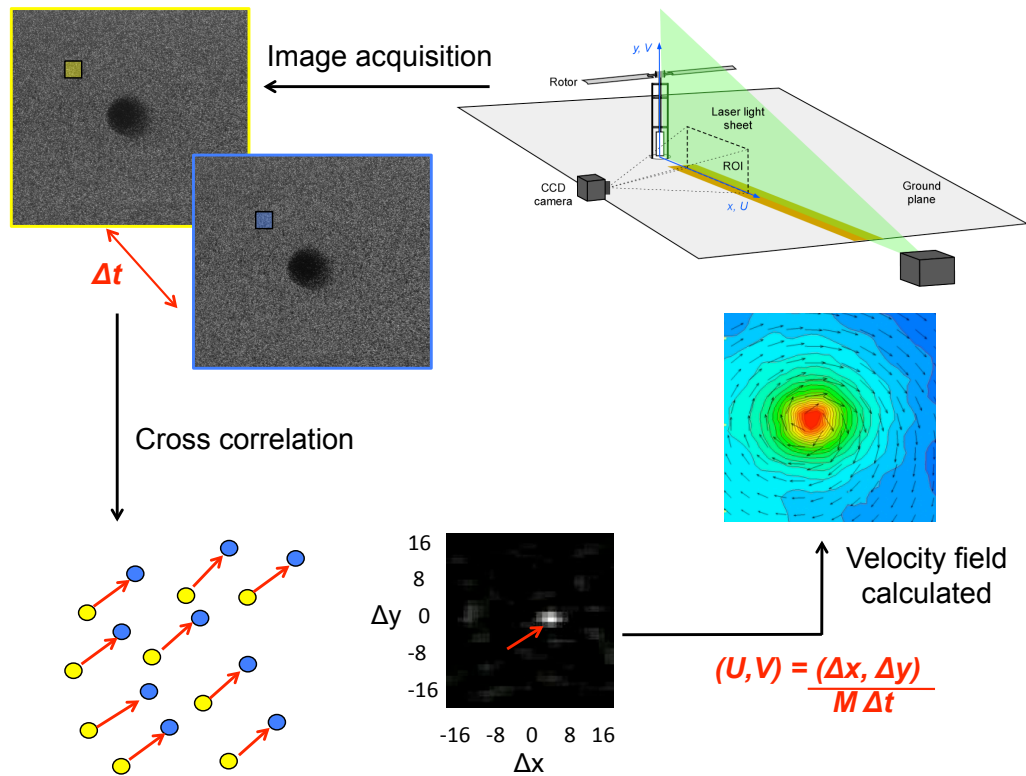 Image acquisition
y, V
Rotor
Laser light
sheet
ROI
CCD
camera
x, U
Ground
plane
Δt
Cross correlation
Velocity field
calculated
16
8
0
-8
-16
Δy
-16 -8 0 8 16
Δx
(U,V) = (Δx, Δy)
M Δt